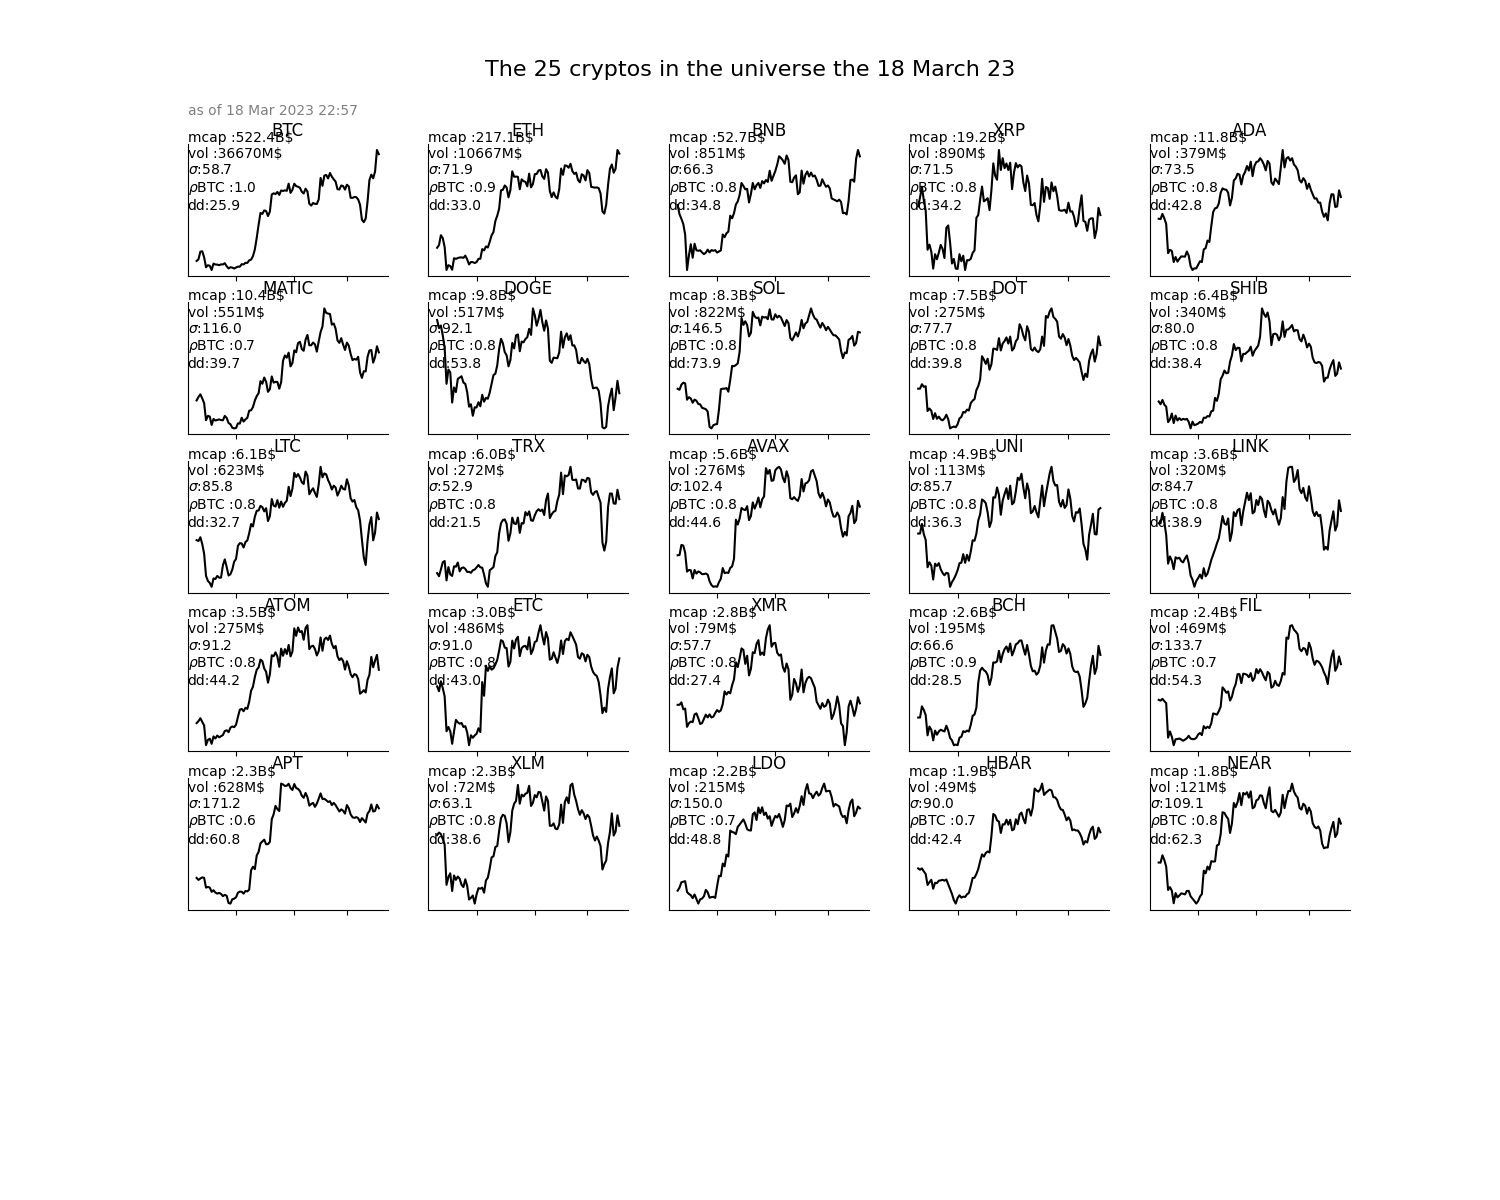 The 25 cryptos in the universe the 18 March 23
as of 18 Mar 2023 22:57
BTC
mcap :522.4B$
vol :36670M$
σ:58.7
ρBTC :1.0
dd:25.9
ETH
mcap :217.1B$
vol :10667M$
σ:71.9
ρBTC :0.9
dd:33.0
BNB
mcap :52.7B$
vol :851M$
σ:66.3
ρBTC :0.8
dd:34.8
XRP
mcap :19.2B$
vol :890M$
σ:71.5
ρBTC :0.8
dd:34.2
ADA
mcap :11.8B$
vol :379M$
σ:73.5
ρBTC :0.8
dd:42.8
MATIC
mcap :10.4B$
vol :551M$
σ:116.0
ρBTC :0.7
dd:39.7
DOGE
mcap :9.8B$
vol :517M$
σ:92.1
ρBTC :0.8
dd:53.8
SOL
mcap :8.3B$
vol :822M$
σ:146.5
ρBTC :0.8
dd:73.9
DOT
mcap :7.5B$
vol :275M$
σ:77.7
ρBTC :0.8
dd:39.8
SHIB
mcap :6.4B$
vol :340M$
σ:80.0
ρBTC :0.8
dd:38.4
LTC
mcap :6.1B$
vol :623M$
σ:85.8
ρBTC :0.8
dd:32.7
TRX
mcap :6.0B$
vol :272M$
σ:52.9
ρBTC :0.8
dd:21.5
AVAX
mcap :5.6B$
vol :276M$
σ:102.4
ρBTC :0.8
dd:44.6
UNI
mcap :4.9B$
vol :113M$
σ:85.7
ρBTC :0.8
dd:36.3
LINK
mcap :3.6B$
vol :320M$
σ:84.7
ρBTC :0.8
dd:38.9
ATOM
mcap :3.5B$
vol :275M$
σ:91.2
ρBTC :0.8
dd:44.2
ETC
mcap :3.0B$
vol :486M$
σ:91.0
ρBTC :0.8
dd:43.0
XMR
mcap :2.8B$
vol :79M$
σ:57.7
ρBTC :0.8
dd:27.4
BCH
mcap :2.6B$
vol :195M$
σ:66.6
ρBTC :0.9
dd:28.5
FIL
mcap :2.4B$
vol :469M$
σ:133.7
ρBTC :0.7
dd:54.3
APT
mcap :2.3B$
vol :628M$
σ:171.2
ρBTC :0.6
dd:60.8
XLM
mcap :2.3B$
vol :72M$
σ:63.1
ρBTC :0.8
dd:38.6
LDO
mcap :2.2B$
vol :215M$
σ:150.0
ρBTC :0.7
dd:48.8
HBAR
mcap :1.9B$
vol :49M$
σ:90.0
ρBTC :0.7
dd:42.4
NEAR
mcap :1.8B$
vol :121M$
σ:109.1
ρBTC :0.8
dd:62.3